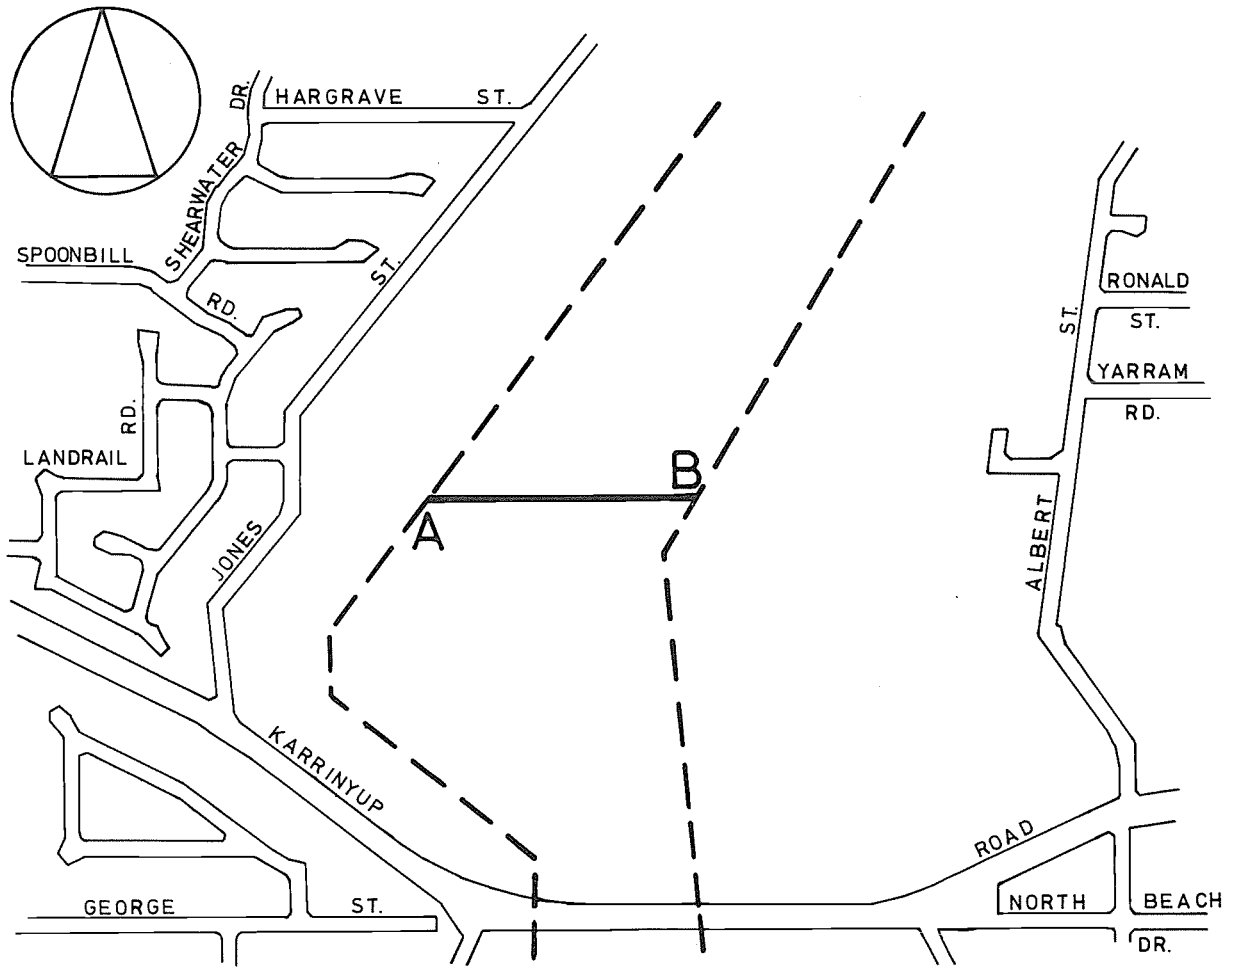 HARGRAVE ST.
SHEARWATER DR.
SPOONBILL RD.
ST.
RONALD ST.
YARRAM RD.
LANDRAIL RD.
JONES
A
B
ALBERT ST.
KARRINYUP ROAD
GEORGE ST.
NORTH BEACH DR.